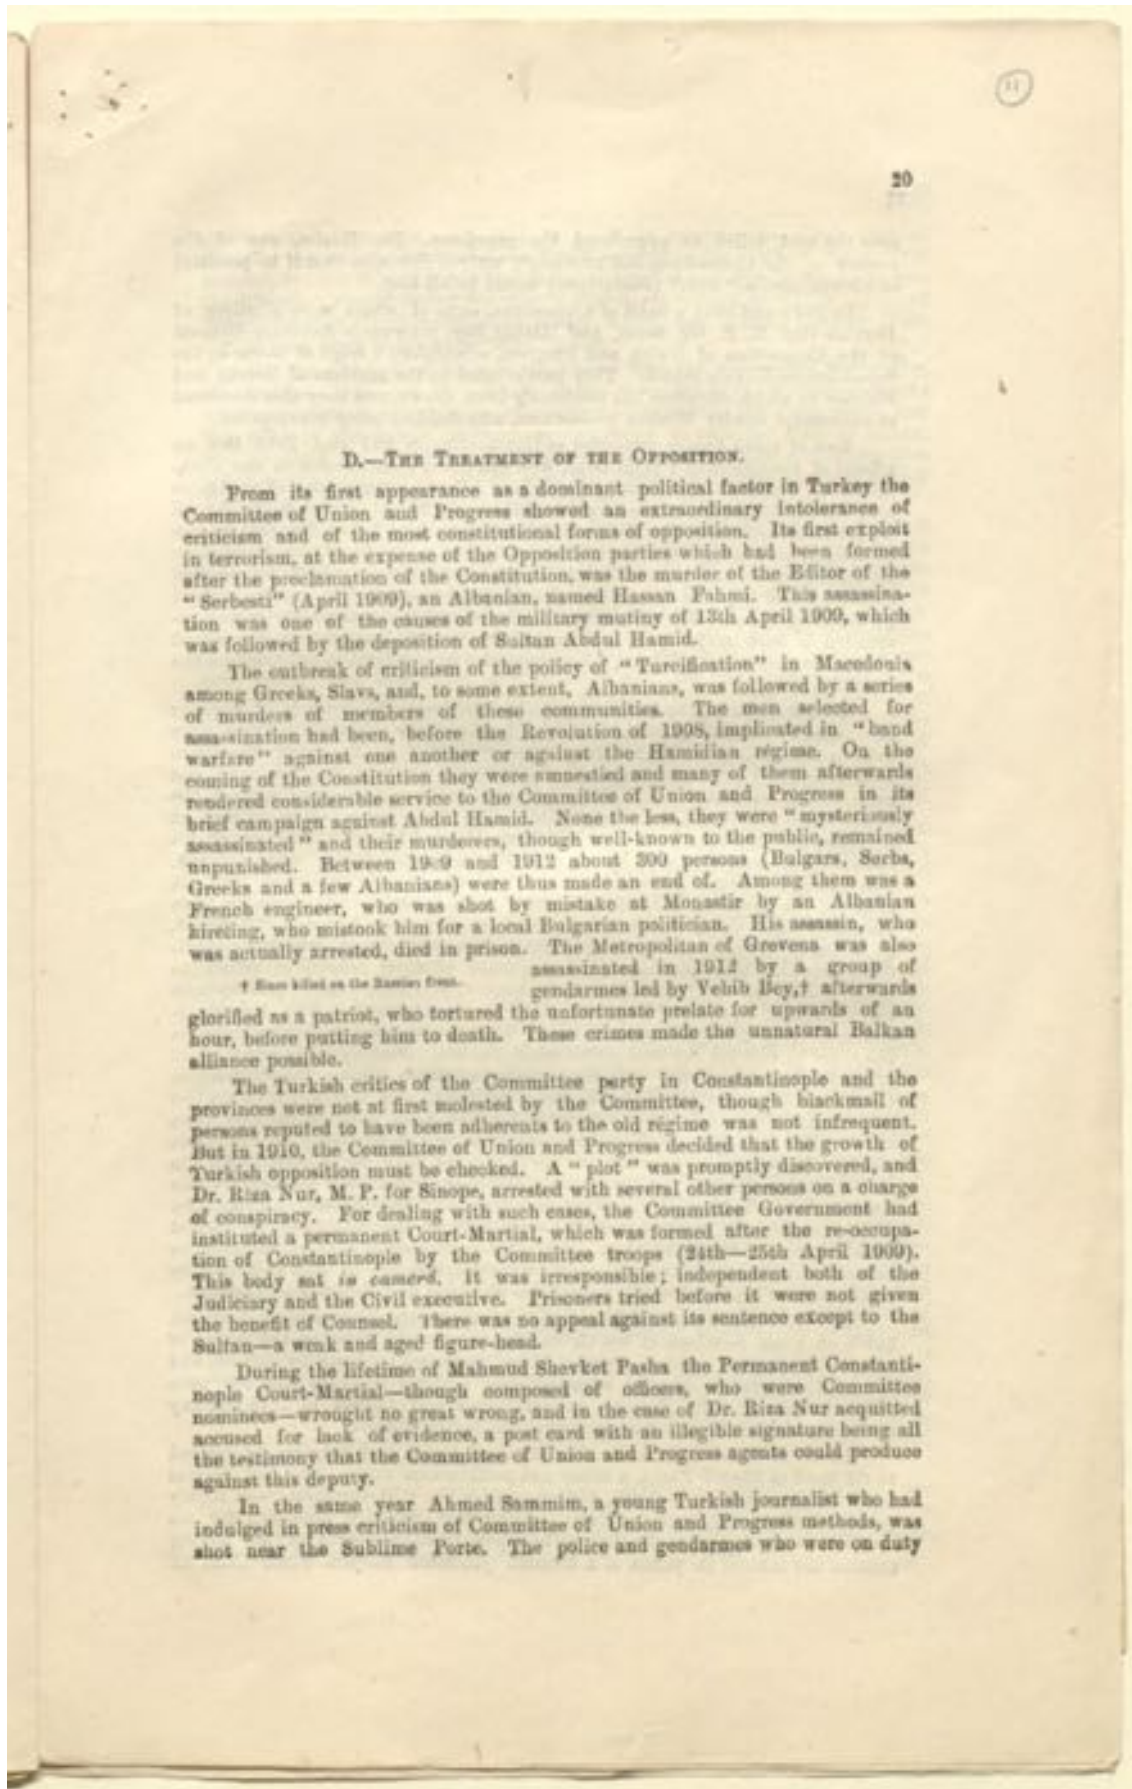 11
20
D.—The Treatment of the Opposition.
From its first appearance as a dominant political factor in Turkey the
Committee of Union and Progress showed an extraordinary intolerance of
criticism and of the most constitutional forms of opposition. Its first exploit
in terrorism, at the expense of the Opposition parties which had been formed
after the proclamation of the Constitution, was the murder of the Editor of the
"Serbesti" (April 1909), an Albanian, named Hassan Fahmi. This assassina-
tion was one of the causes of the military mutiny of 13th April 1909, which
was followed by the deposition of Sultan Abdul Hamid.
The outbreak of criticism of the policy of "Turcification" in Macedonia
among Greeks, Slavs, and, to some extent, Albanians, was followed by a series
of murders of members of these communities. The men selected for
assassination had been, before the Revolution of 1908, implicated in "band
warfare" against one another or against the Hamidian régime. On the
coming of the Constitution they were amnestied and many of them afterwards
rendered considerable service to the Committee of Union and Progress in its
brief campaign against Abdul Hamid. None the less, they were "mysteriously
assassinated" and their murderers, though well-known to the public, remained
unpunished. Between 1909 and 1912 about 300 persons (Bulgars, Serbs,
Greeks and a few Albanians) were thus made an end of. Among them was a
French engineer, who was shot by mistake at Monastir by an Albanian
hireling, who mistook him for a local Bulgarian politician. His assassin, who
was actually arrested, died in prison. The Metropolitan of Grevena was also
assassinated in 1912 by a group of
† Since killed on the Russian front.
gendarmes led by Vehib Bey,† afterwards
glorified as a patriot, who tortured the unfortunate prelate for upwards of an
hour, before putting him to death. These crimes made the unnatural Balkan
alliance possible.
The Turkish critics of the Committee party in Constantinople and the
provinces were not at first molested by the Committee, though blackmail of
persons reputed to have been adherents to the old régime was not infrequent.
But in 1910, the Committee of Union and Progress decided that the growth of
Turkish opposition must be checked. A "plot" was promptly discovered, and
Dr. Riza Nur, M. P. for Sinope, arrested with several other persons on a charge
of conspiracy. For dealing with such cases, the Committee Government had
instituted a permanent Court-Martial, which was formed after the re-occupa-
tion of Constantinople by the Committee troops (24th—25th April 1909).
This body sat in camerâ. It was irresponsible; independent both of the
Judiciary and the Civil executive. Prisoners tried before it were not given
the benefit of Counsel. There was no appeal against its sentence except to the
Sultan—a weak and aged figure-head.
During the lifetime of Mahmud Shevket Pasha the Permanent Constanti-
nople Court-Martial—though composed of officers, who were Committee
nominees—wrought no great wrong, and in the case of Dr. Riza Nur acquitted
accused for lack of evidence, a post card with an illegible signature being all
the testimony that the Committee of Union and Progress agents could produce
against this deputy.
In the same year Ahmed Sammim, a young Turkish journalist who had
indulged in press criticism of Committee of Union and Progress methods, was
shot near the Sublime Porte. The police and gendarmes who were on duty